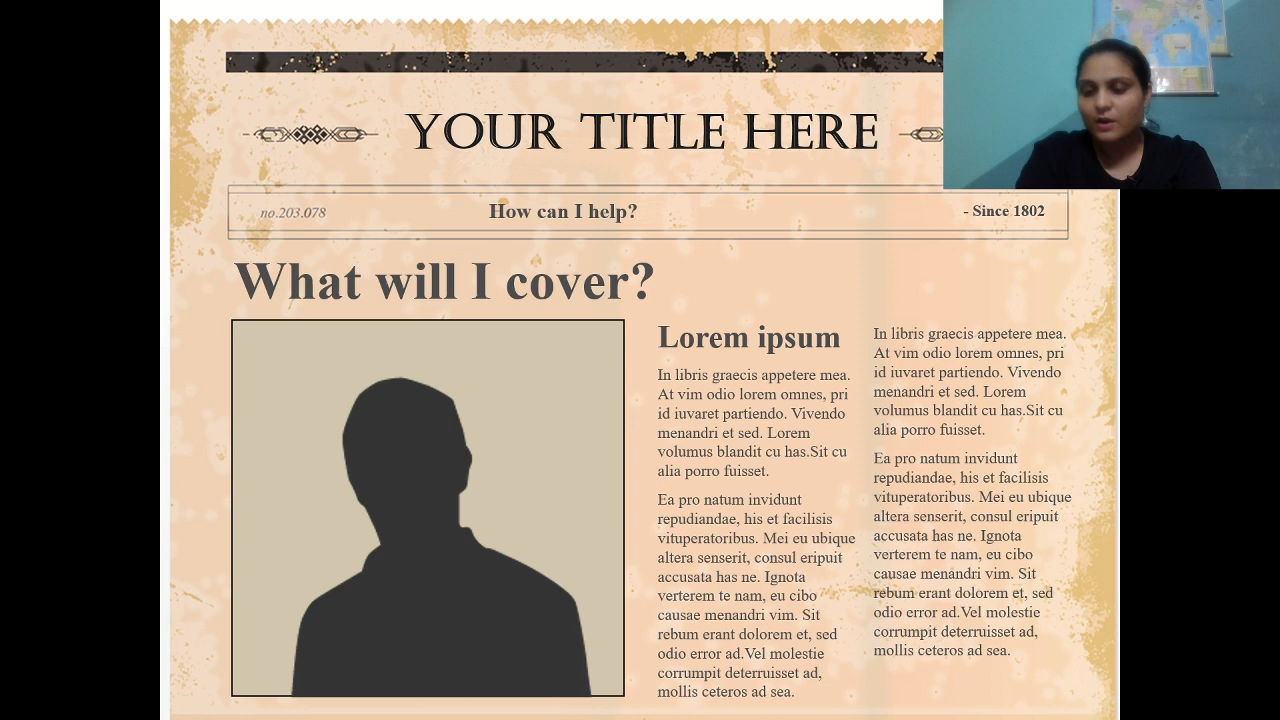 YOUR TITLE HERE
no.203.078
How can I help?
- Since 1802
What will I cover?
Lorem ipsum
In libris graecis appetere mea.
At vim odio lorem omnes, pri
id iuvaret partiendo. Vivendo
menandri et sed. Lorem
volumus blandit cu has.Sit cu
alia porro fuisset.
Ea pro natum invidunt
repudiandae, his et facilisis
vituperatoribus. Mei eu ubique
altera senserit, consul eripuit
accusata has ne. Ignota
verterem te nam, eu cibo
causae menandri vim. Sit
rebum erant dolorem et, sed
odio error ad.Vel molestie
corrumpit deterruisset ad,
mollis ceteros ad sea.
In libris graecis appetere mea.
At vim odio lorem omnes, pri
id iuvaret partiendo. Vivendo
menandri et sed. Lorem
volumus blandit cu has.Sit cu
alia porro fuisset.
Ea pro natum invidunt
repudiandae, his et facilisis
vituperatoribus. Mei eu ubique
altera senserit, consul eripuit
accusata has ne. Ignota
verterem te nam, eu cibo
causae menandri vim. Sit
rebum erant dolorem et, sed
odio error ad.Vel molestie
corrumpit deterruisset ad,
mollis ceteros ad sea.